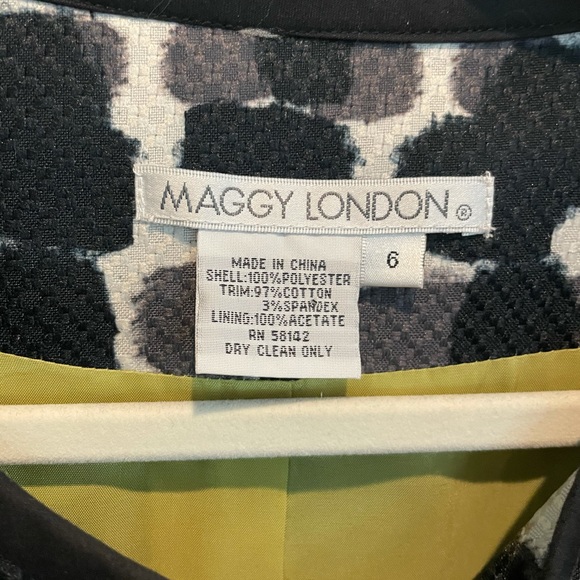 MAGGY LONDON ®
6
MADE IN CHINA
SHELL:100%POLYESTER
TRIM:97%COTTON
3%SPANDEX
LINING:100%ACETATE
RN 58142
DRY CLEAN ONLY